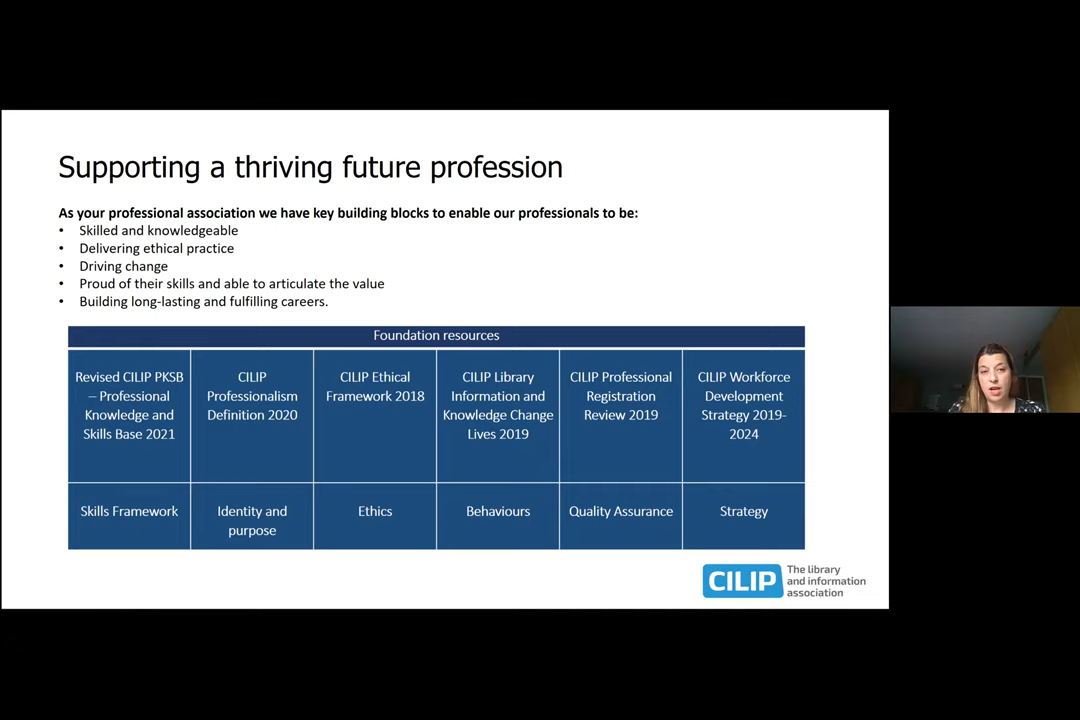 Supporting a thriving future profession
As your professional association we have key building blocks to enable our professionals to be:
• Skilled and knowledgeable
• Delivering ethical practice
• Driving change
• Proud of their skills and able to articulate the value
• Building long-lasting and fulfilling careers.
Foundation resources
Revised CILIP PKSB
– Professional
Knowledge and
Skills Base 2021
CILIP
Professionalism
Definition 2020
CILIP Ethical
Framework 2018
CILIP Library
Information and
Knowledge Change
Lives 2019
CILIP Professional
Registration
Review 2019
CILIP Workforce
Development
Strategy 2019-
2024
Skills Framework
Identity and
purpose
Ethics
Behaviours
Quality Assurance
Strategy
CILIP
The library
and information
association